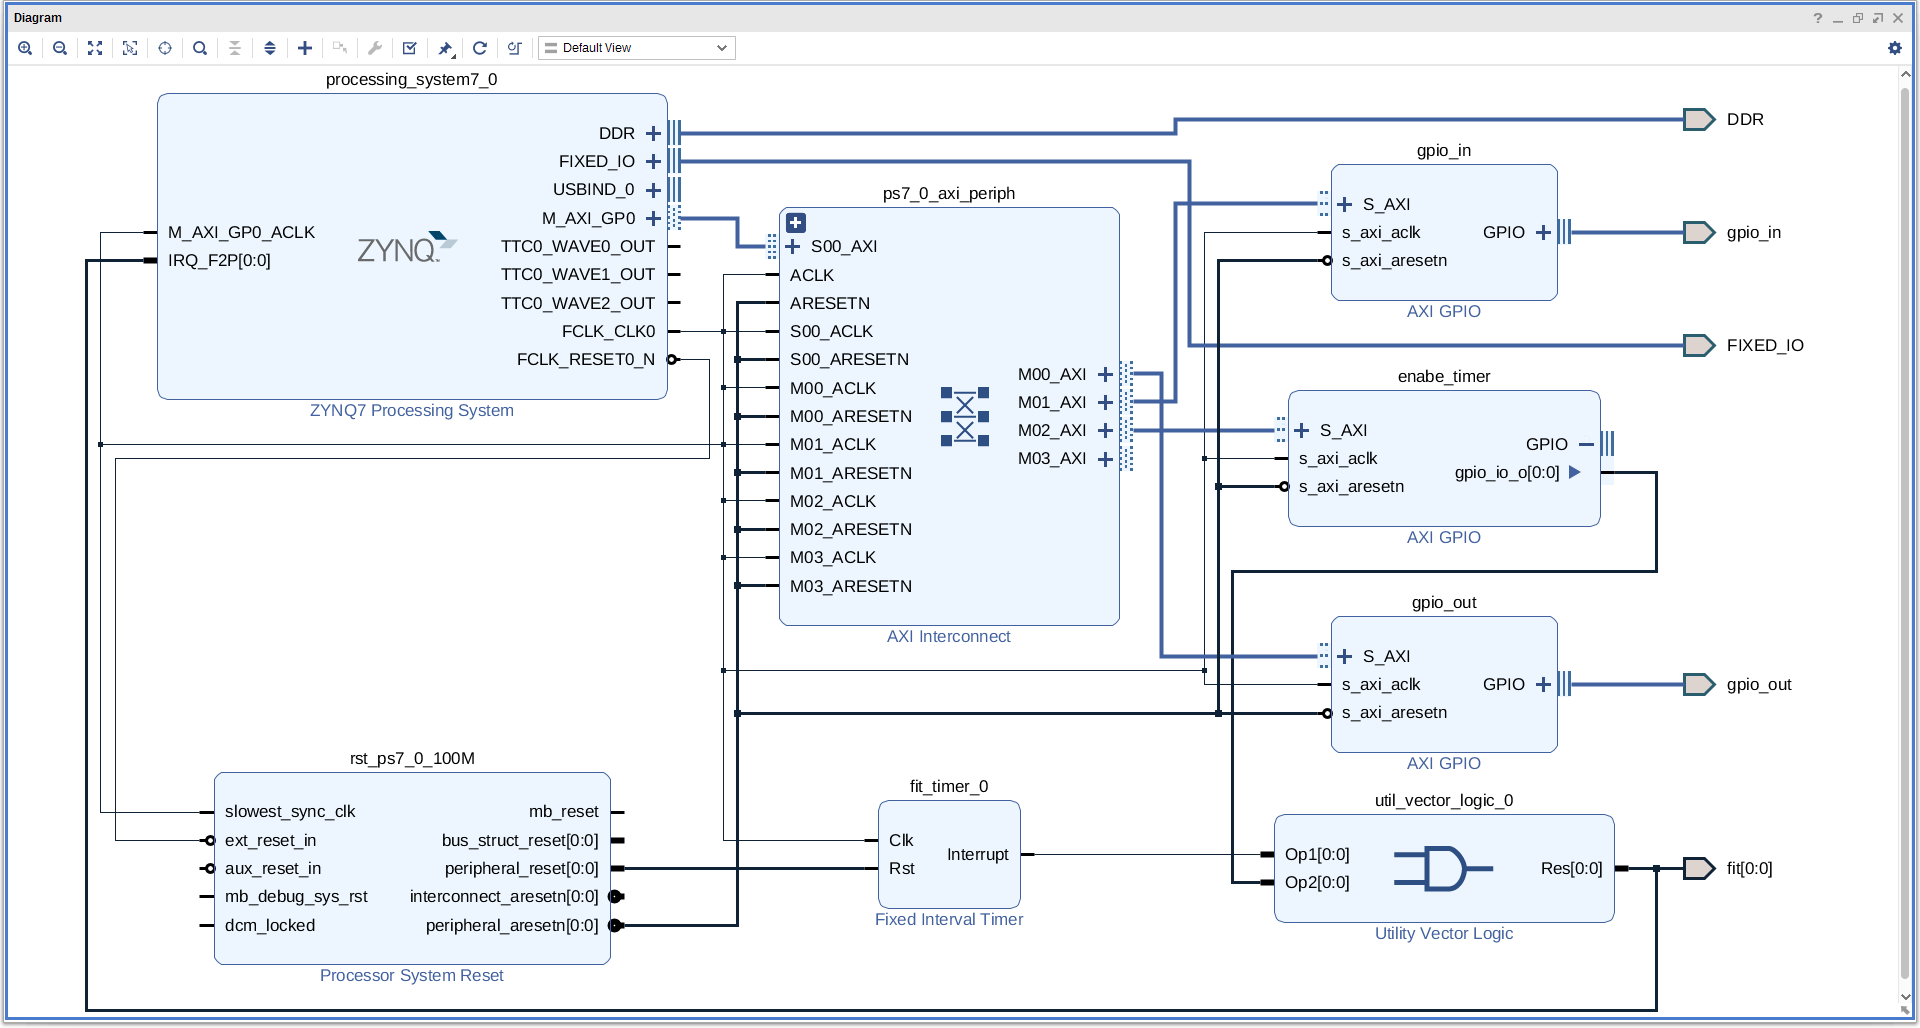 Diagram
Default View
processing_system7_0
M_AXI_GP0_ACLK
IRQ_F2P[0:0]
ZYNQ
DDR
FIXED_IO
USBIND_0
M_AXI_GP0
TTC0_WAVE0_OUT
TTC0_WAVE1_OUT
TTC0_WAVE2_OUT
FCLK_CLK0
FCLK_RESET0_N
ZYNQ7 Processing System
ps7_0_axi_periph
S00_AXI
ACLK
ARESETN
S00_ACLK
S00_ARESETN
M00_ACLK
M00_ARESETN
M01_ACLK
M01_ARESETN
M02_ACLK
M02_ARESETN
M03_ACLK
M03_ARESETN
M00_AXI
M01_AXI
M02_AXI
M03_AXI
AXI Interconnect
DDR
gpio_in
S_AXI
s_axi_aclk
s_axi_aresetn
GPIO
AXI GPIO
gpio_in
FIXED_IO
enabe_timer
S_AXI
s_axi_aclk
s_axi_aresetn
GPIO
gpio_io_o[0:0]
AXI GPIO
gpio_out
S_AXI
s_axi_aclk
s_axi_aresetn
GPIO
AXI GPIO
gpio_out
rst_ps7_0_100M
slowest_sync_clk
ext_reset_in
aux_reset_in
mb_debug_sys_rst
dcm_locked
mb_reset
bus_struct_reset[0:0]
peripheral_reset[0:0]
interconnect_aresetn[0:0]
peripheral_aresetn[0:0]
Processor System Reset
fit_timer_0
Clk
Rst
Interrupt
Fixed Interval Timer
util_vector_logic_0
Op1[0:0]
Op2[0:0]
Res[0:0]
Utility Vector Logic
fit[0:0]